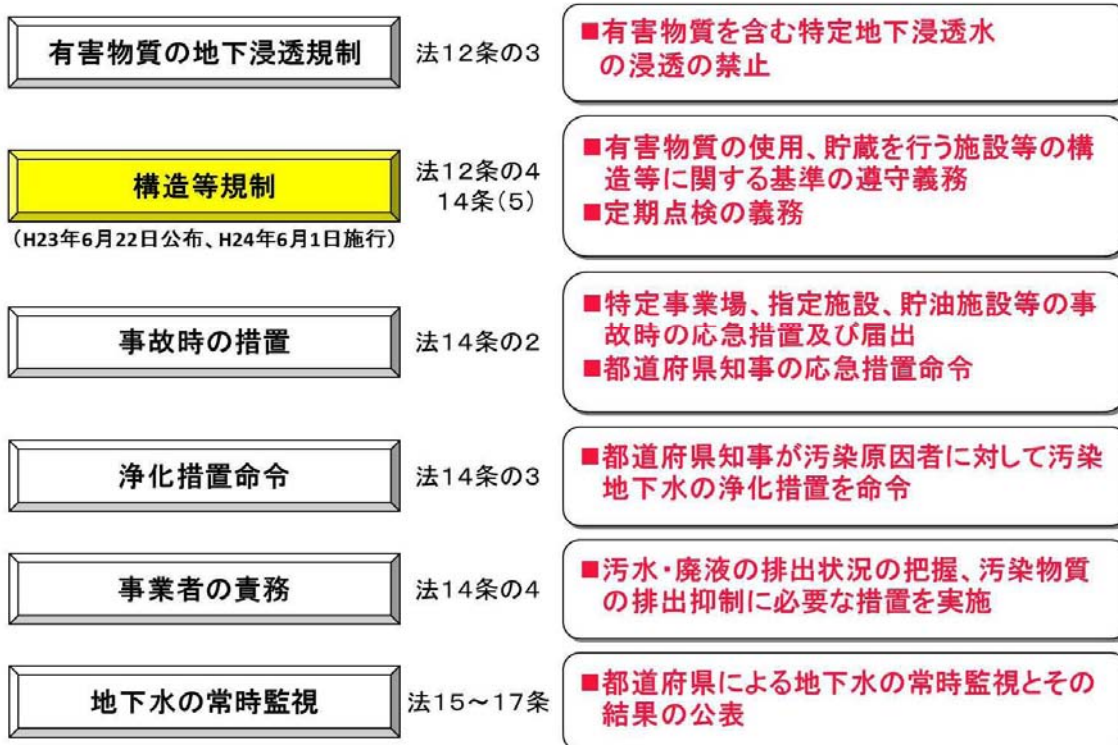 有害物質の地下浸透規制
法12条の3
■有害物質を含む特定地下浸透水
の浸透の禁止
構造等規制
(H23年6月22日公布、H24年6月1日施行)
法12条の4
14条(5)
■有害物質の使用、貯蔵を行う施設等の構
造等に関する基準の遵守義務
■定期点検の義務
事故時の措置
法14条の2
■特定事業場、指定施設、貯油施設等の事
故時の応急措置及び届出
■都道府県知事の応急措置命令
浄化措置命令
法14条の3
■都道府県知事が汚染原因者に対して汚染
地下水の浄化措置を命令
事業者の責務
法14条の4
■汚水・廃液の排出状況の把握、汚染物質
の排出抑制に必要な措置を実施
地下水の常時監視
法15～17条
■都道府県による地下水の常時監視とその
結果の公表